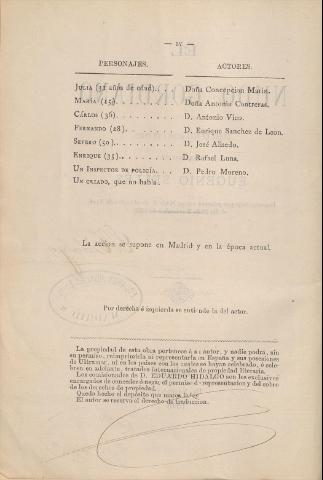 — IV —
PERSONAJES. ACTORES.
JULIA (31 años de edad). . Doña Concepcion Marin.
MARÍA (15). . . . . . . . Doña Antonia Contreras.
CÁRLOS (36) . . . . . . . . D. Antonio Vico.
FERNANDO (28) . . . . . . . D. Enrique Sanchez de Leon.
SEVERO (50) . . . . . . . . D. José Alisedo.
ENRIQUE (35). . . . . . . . D. Rafael Luna.
UN INSPECTOR DE POLICÍA. . . D. Pedro Moreno.
UN CRIADO, que no habla.
La accion se supone en Madrid y en la época actual.
Por derecha é izquierda se entiende la del actor.
La propiedad de esta obra pertenece á su autor, y nadie podrá, sin
su permiso, reimprimirla ni representarla en España y sus posesiones
de Ultramar, ni en los países con los cuales haya celebrado, ó cele-
bren en adelante, tratados internacionales de propiedad literaria.
Los comisionados de D. EDUARDO HIDALGO son los exclusivos
encargados de conceder ó negar el permiso de representacion y del cobro
de los derechos de propiedad.
Queda hecho el depósito que marca la ley.
El autor se reserva el derecho de traduccion.